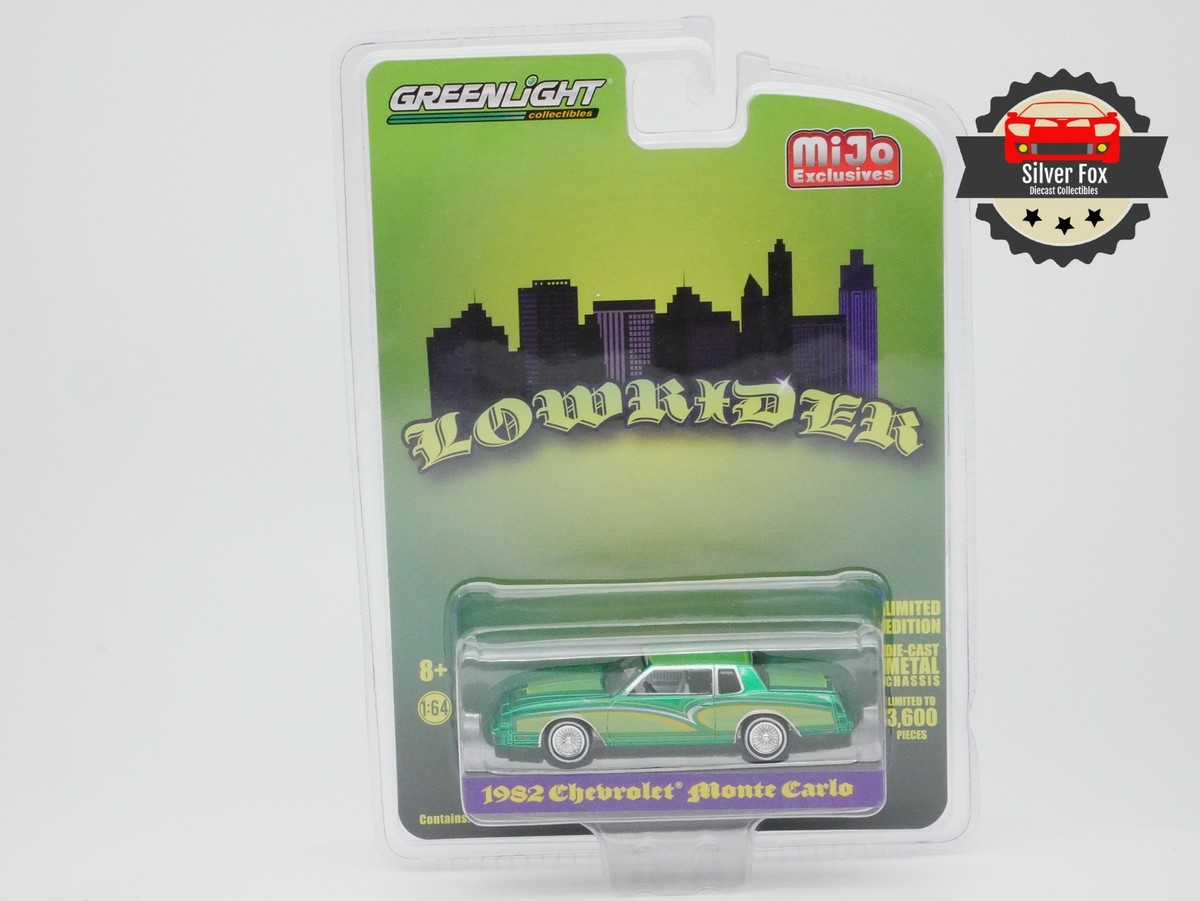 GREENLiGHT
collectibles
MiJo
Exclusives
Silver Fox
Diecast Collectibles
LOWRIDER
LIMITED
EDITION
DIE-CAST
METAL
CHASSIS
LIMITED TO
3,600
PIECES
8+
1:64
1982 Chevrolet® Monte Carlo
Contains: